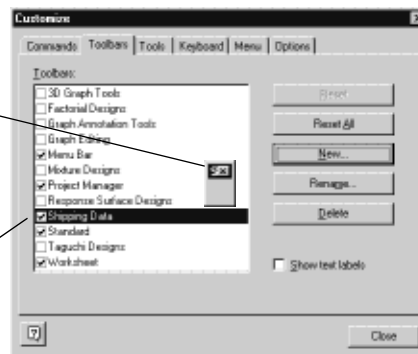 Customize
Commands Toolbars Tools Keyboard Menu Options
Toolbars:
3D Graph Tools
Factorial Designs
Graph Annotation Tools
Graph Editing
Menu Bar
Mixture Designs
Project Manager
Response Surface Designs
Shipping Data
Standard
Taguchi Designs
Worksheet
Reset...
Reset All
New...
Rename...
Delete
Show text labels
Close